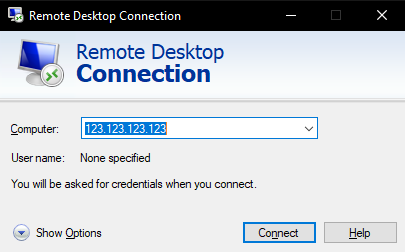 Remote Desktop Connection
Remote Desktop
Connection
Computer: 123.123.123.123
User name: None specified
You will be asked for credentials when you connect.
Show Options Connect Help